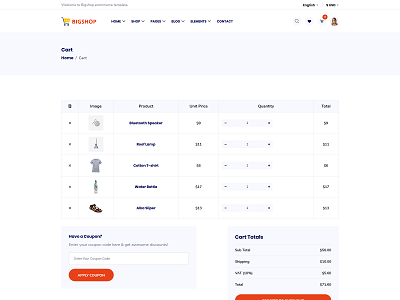 Welcome to Bigshop ecommerce template.
English
$ USD
BIGSHOP
HOME
SHOP
PAGES
BLOG
ELEMENTS
CONTACT
Cart
Home / Cart
Image Product Unit Price Quantity Total
Bluetooth Speaker $9 1 $9
Roof Lamp $11 1 $11
Cotton T-shirt $6 1 $6
Water Bottle $17 1 $17
Alka Sliper $13 1 $13
Have A Coupon?
Enter your coupon code here & get awesome discounts!
Enter Your Coupon Code
APPLY COUPON
Cart Totals
Sub Total $56.00
Shipping $10.00
VAT (10%) $5.60
Total $71.60